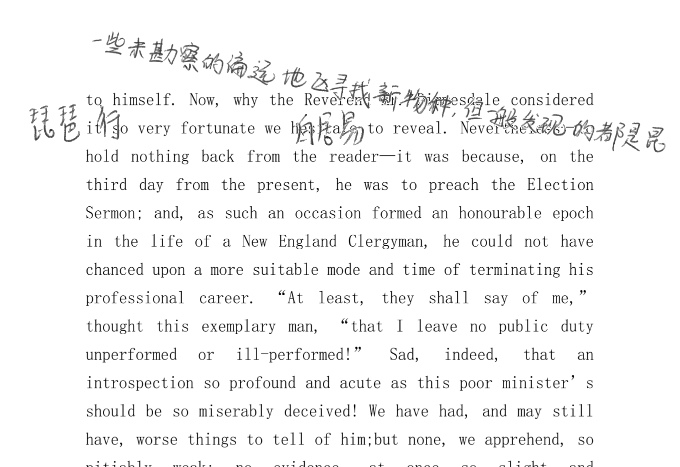 一些未勘察的偏远地区寻找新物种,但一般发现的都是昆
to himself. Now, why the Reverend Mr. Dimmesdale considered
琵琶行 白居易
it so very fortunate we hesitate to reveal. Nevertheless,
hold nothing back from the reader—it was because, on the
third day from the present, he was to preach the Election
Sermon; and, as such an occasion formed an honourable epoch
in the life of a New England Clergyman, he could not have
chanced upon a more suitable mode and time of terminating his
professional career. “At least, they shall say of me,”
thought this exemplary man, “that I leave no public duty
unperformed or ill-performed!” Sad, indeed, that an
introspection so profound and acute as this poor minister’s
should be so miserably deceived! We have had, and may still
have, worse things to tell of him;but none, we apprehend, so
pitiably weak; no evidence, at once so slight and